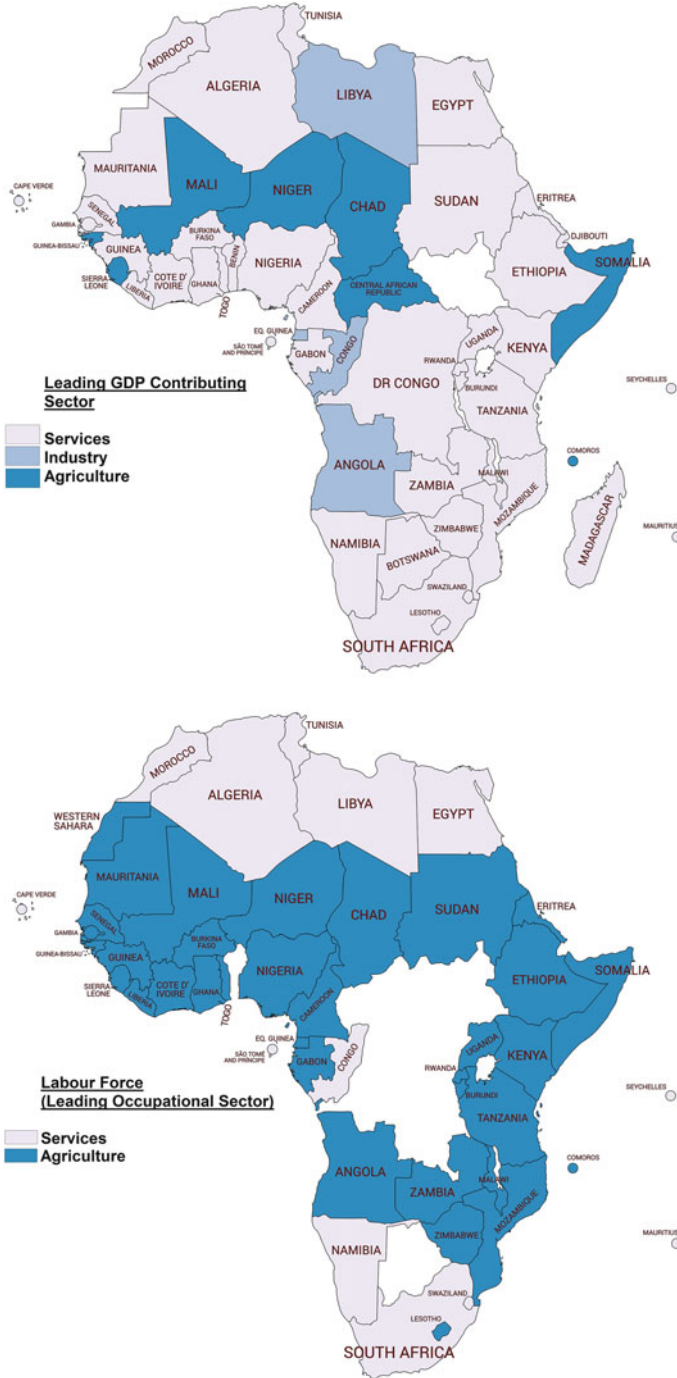 TUNISIA
MOROCCO
ALGERIA
LIBYA
EGYPT
MAURITANIA
MALI
NIGER
CHAD
SUDAN
ERITREA
CAPE VERDE
SENEGAL
GAMBIA
GUINEA-BISSAU
GUINEA
BURKINA
FASO
BENIN
NIGERIA
DJIBOUTI
SOMALIA
ETHIOPIA
SIERRA
LEONE
LIBERIA
COTE D'
IVOIRE
GHANA
TOGO
CAMEROON
CENTRAL AFRICAN
REPUBLIC
EQ. GUINEA
SÃO TOMÉ
AND PRÍNCIPE
GABON
CONGO
DR CONGO
UGANDA
KENYA
RWANDA
BURUNDI
TANZANIA
SEYCHELLES
Leading GDP Contributing
Sector
Services
Industry
Agriculture
ANGOLA
ZAMBIA
MALAWI
MOZAMBIQUE
COMOROS
MADAGASCAR
MAURITIUS
NAMIBIA
ZIMBABWE
BOTSWANA
SWAZILAND
LESOTHO
SOUTH AFRICA
TUNISIA
MOROCCO
ALGERIA
LIBYA
EGYPT
WESTERN
SAHARA
MAURITANIA
MALI
NIGER
CHAD
SUDAN
ERITREA
CAPE VERDE
SENEGAL
GAMBIA
GUINEA-BISSAU
GUINEA
BURKINA
FASO
NIGERIA
ETHIOPIA
SOMALIA
SIERRA
LEONE
LIBERIA
COTE D'
IVOIRE
GHANA
TOGO
CAMEROON
EQ. GUINEA
SÃO TOMÉ
AND PRÍNCIPE
GABON
CONGO
UGANDA
KENYA
RWANDA
BURUNDI
TANZANIA
SEYCHELLES
Labour Force
(Leading Occupational Sector)
Services
Agriculture
ANGOLA
ZAMBIA
MALAWI
MOZAMBIQUE
COMOROS
MAURITIUS
NAMIBIA
ZIMBABWE
SWAZILAND
LESOTHO
SOUTH AFRICA